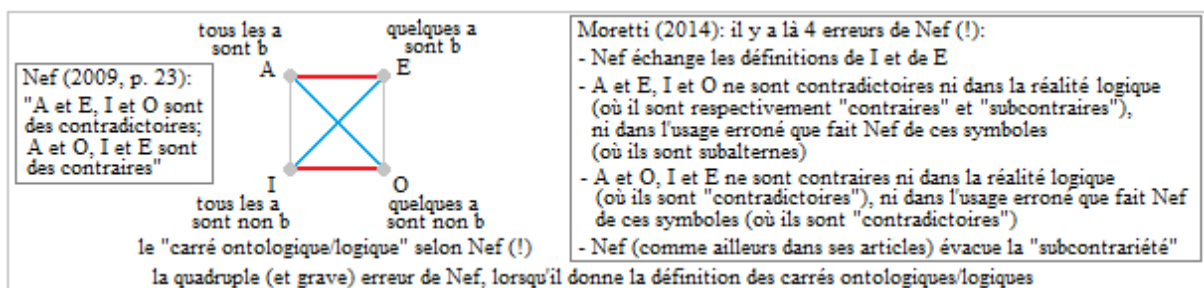 tous les a
sont b
quelques a
sont b
A
E
Nef (2009, p. 23):
"A et E, I et O sont
des contradictoires;
A et O, I et E sont
des contraires"
I
O
tous les a
sont non b
quelques a
sont non b
le "carré ontologique/logique" selon Nef (!)
Moretti (2014): il y a là 4 erreurs de Nef (!):
- Nef échange les définitions de I et de E
- A et E, I et O ne sont contradictoires ni dans la réalité logique
(où il sont respectivement "contraires" et "subcontraires"),
ni dans l'usage erroné que fait Nef de ces symboles
(où ils sont subalternes)
- A et O, I et E ne sont contraires ni dans la réalité logique
(où ils sont "contradictoires"), ni dans l'usage erroné que fait Nef
de ces symboles (où ils sont "contradictoires")
- Nef (comme ailleurs dans ses articles) évacue la "subcontrariété"
la quadruple (et grave) erreur de Nef, lorsqu'il donne la définition des carrés ontologiques/logiques